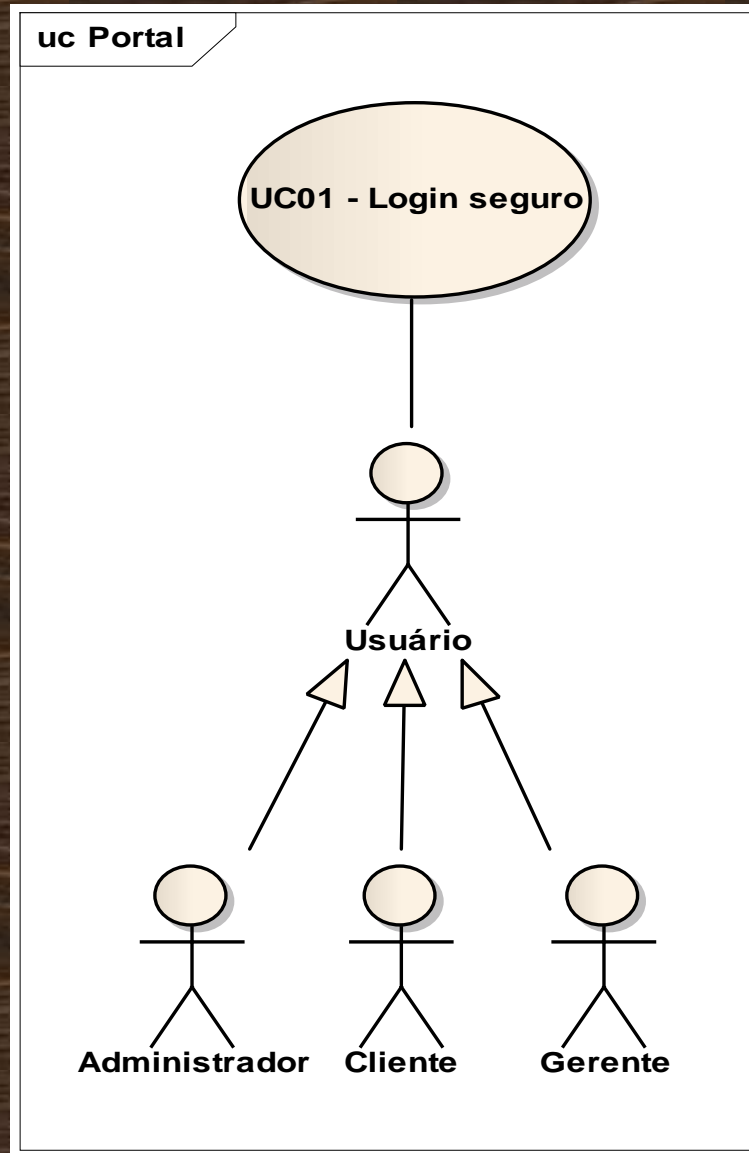 uc Portal
UC01 - Login seguro
Usuário
Administrador Cliente Gerente